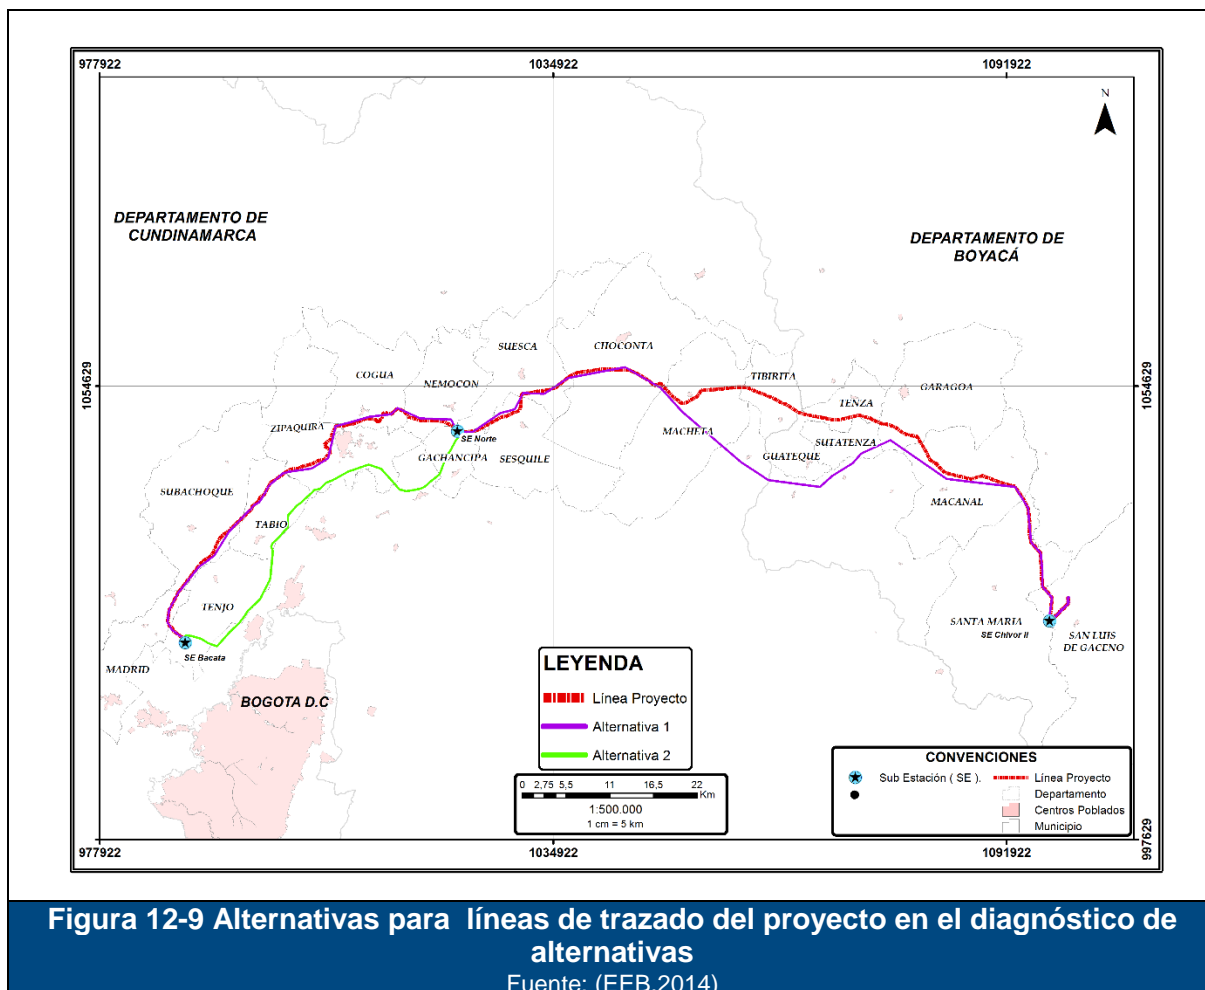 977922
1034922
1091922
N
DEPARTAMENTO DE
CUNDINAMARCA
DEPARTAMENTO DE
BOYACÁ
SUESCA
CHOCONTA
1054629
1054629
COGUA
NEMOCON
TIBIRITA
GARAGOA
TENZA
ZIPAQUIRA
SE Norte
MACHETA
SUTATENZA
GACHANCIPA
SESQUILE
GUATEQUE
SUBACHOQUE
MACANAL
TABIO
TENJO
SANTA MARIA
SE Chivor II
SAN LUIS
DE GACENO
SE Bacata
MADRID
BOGOTA D.C
LEYENDA
Línea Proyecto
Alternativa 1
Alternativa 2
0 2,75 5,5 11 16,5 22
Km
1:500.000
1 cm = 5 km
CONVENCIONES
Sub Estación ( SE ).
Línea Proyecto
Departamento
Centros Poblados
Municipio
997629
977922
1034922
1091922
Figura 12-9 Alternativas para líneas de trazado del proyecto en el diagnóstico de
alternativas
Fuente: (EEB,2014)